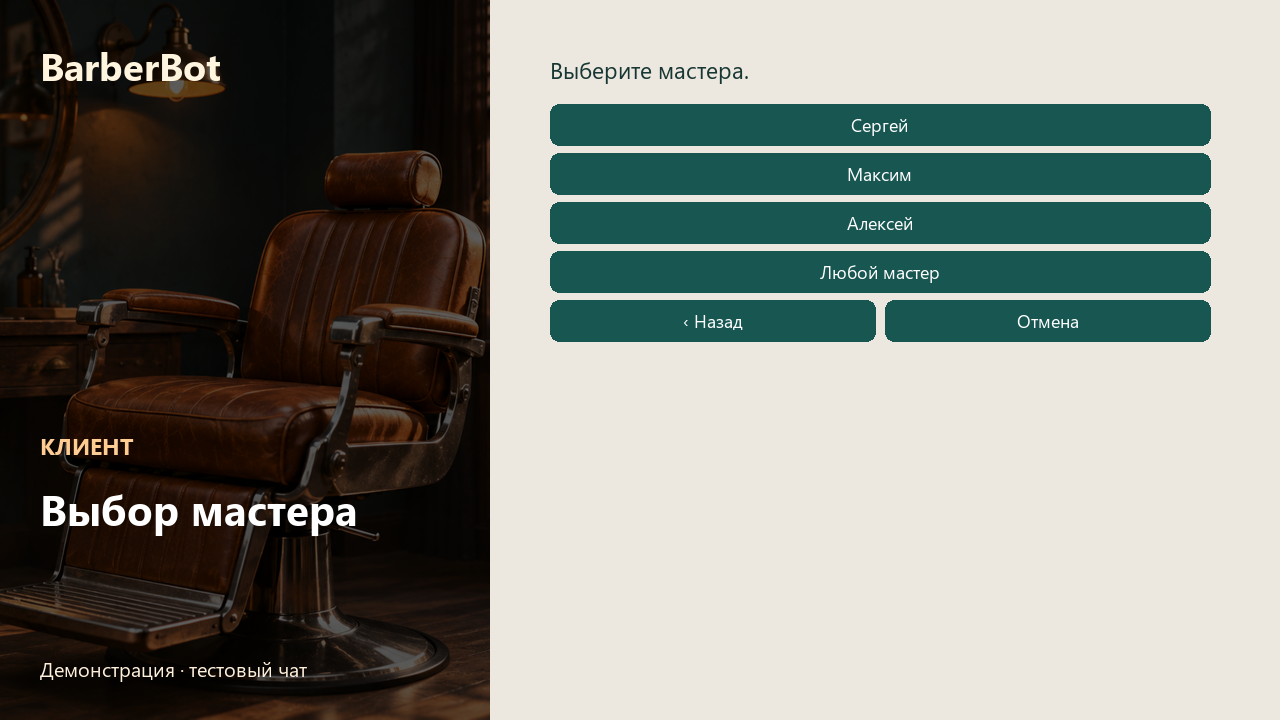 BarberBot
КЛИЕНТ
Выбор мастера
Демонстрация · тестовый чат
Выберите мастера.
Сергей
Максим
Алексей
Любой мастер
‹ Назад
Отмена